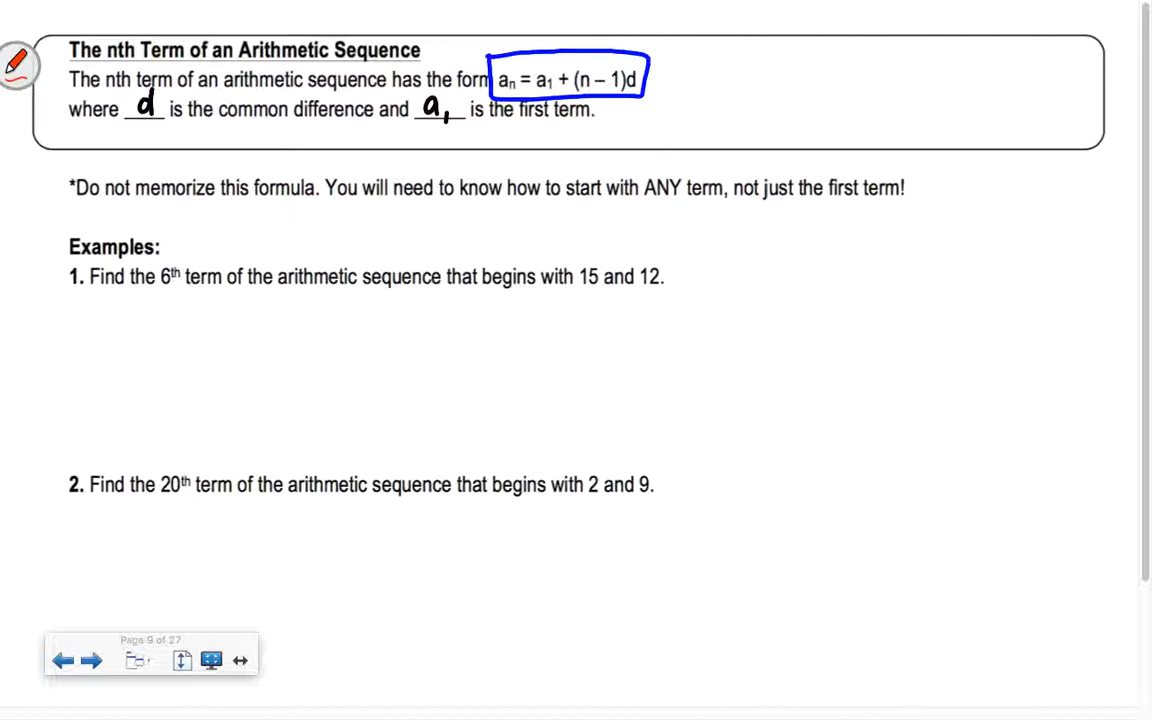 The nth Term of an Arithmetic Sequence
The nth term of an arithmetic sequence has the form aₙ = a₁ + (n – 1)d
where d is the common difference and a₁ is the first term.
*Do not memorize this formula. You will need to know how to start with ANY term, not just the first term!
Examples:
1. Find the 6ᵗʰ term of the arithmetic sequence that begins with 15 and 12.
2. Find the 20ᵗʰ term of the arithmetic sequence that begins with 2 and 9.
Page 9 of 27